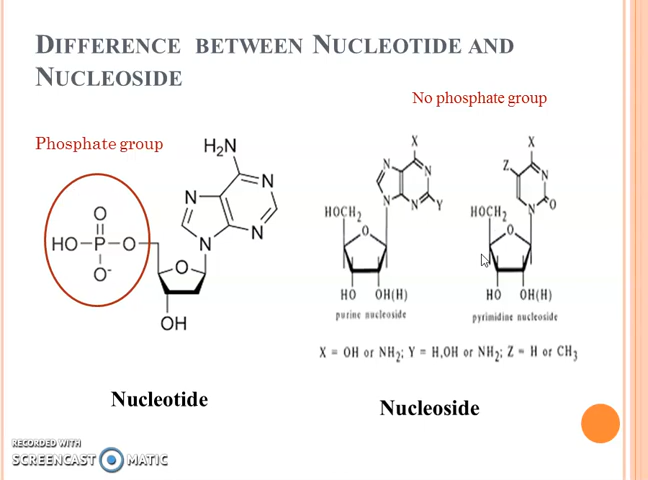 DIFFERENCE BETWEEN NUCLEOTIDE AND
NUCLEOSIDE
No phosphate group
Phosphate group
H₂N
N
N
N
N
O
HO–P–O
O⁻
O
OH
X
N
N
N
N
Y
HOCH₂
O
HO OH(H)
purine nucleoside
X
Z
N
N
O
HOCH₂
O
HO OH(H)
pyrimidine nucleoside
X = OH or NH₂; Y = H,OH or NH₂; Z = H or CH₃
Nucleotide
Nucleoside
RECORDED WITH
SCREENCAST MATIC